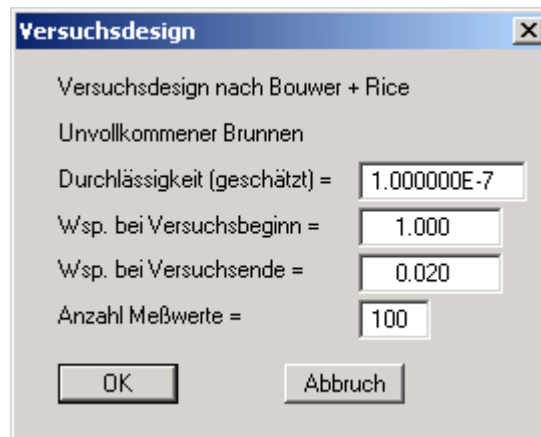 Versuchsdesign
Versuchsdesign nach Bouwer + Rice
Unvollkommener Brunnen
Durchlässigkeit (geschätzt) = 1.000000E-7
Wsp. bei Versuchsbeginn = 1.000
Wsp. bei Versuchsende = 0.020
Anzahl Meßwerte = 100
OK Abbruch